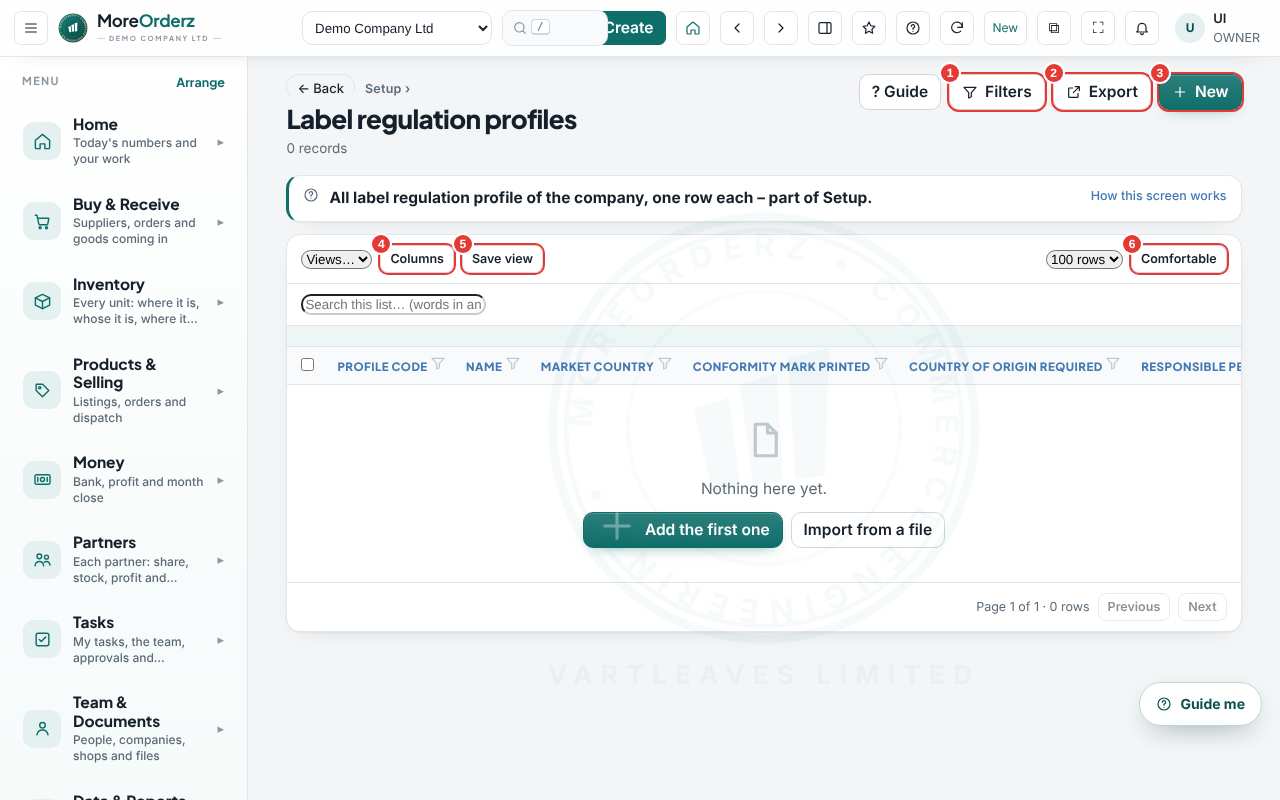 MoreOrderz
— DEMO COMPANY LTD —
Demo Company Ltd
/
Create
New
U
UI
OWNER
MENU
Arrange
Home
Today's numbers and
your work
Buy & Receive
Suppliers, orders and
goods coming in
Inventory
Every unit: where it is,
whose it is, where it...
Products &
Selling
Listings, orders and
dispatch
Money
Bank, profit and month
close
Partners
Each partner: share,
stock, profit and...
Tasks
My tasks, the team,
approvals and...
Team &
Documents
People, companies,
shops and files
← Back
Setup ›
Label regulation profiles
0 records
? Guide
1
Filters
2
Export
3
+ New
All label regulation profile of the company, one row each – part of Setup.
How this screen works
Views…
4
Columns
5
Save view
100 rows
6
Comfortable
Search this list… (words in an
PROFILE CODE
NAME
MARKET COUNTRY
CONFORMITY MARK PRINTED
COUNTRY OF ORIGIN REQUIRED
RESPONSIBLE PE
Nothing here yet.
Add the first one
Import from a file
Page 1 of 1 · 0 rows
Previous
Next
MOREORDERZ • COMMERCE ENGINEERING •
VARTLEAVES LIMITED
Guide me